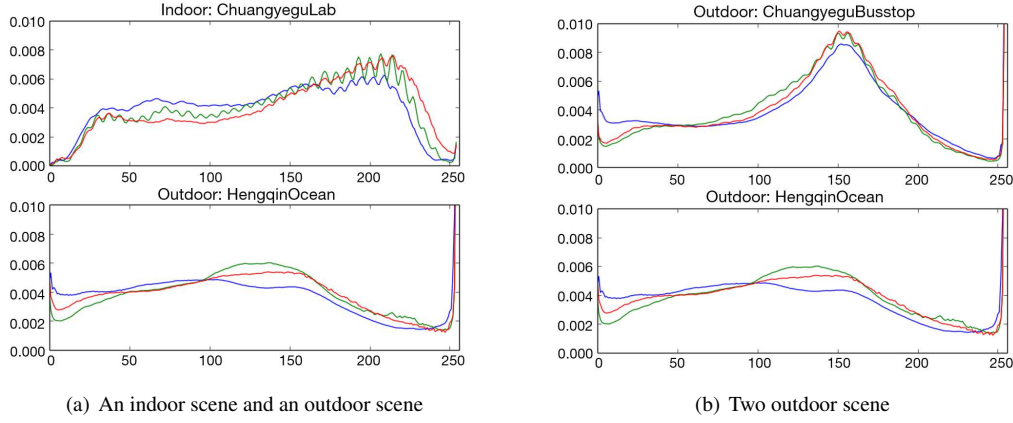 Indoor: ChuangyeguLab
0.010
0.008
0.006
0.004
0.002
0.000
0 50 100 150 200 250
Outdoor: HengqinOcean
0.010
0.008
0.006
0.004
0.002
0.000
0 50 100 150 200 250
(a) An indoor scene and an outdoor scene
Outdoor: ChuangyeguBusstop
0.010
0.008
0.006
0.004
0.002
0.000
0 50 100 150 200 250
Outdoor: HengqinOcean
0.010
0.008
0.006
0.004
0.002
0.000
0 50 100 150 200 250
(b) Two outdoor scene